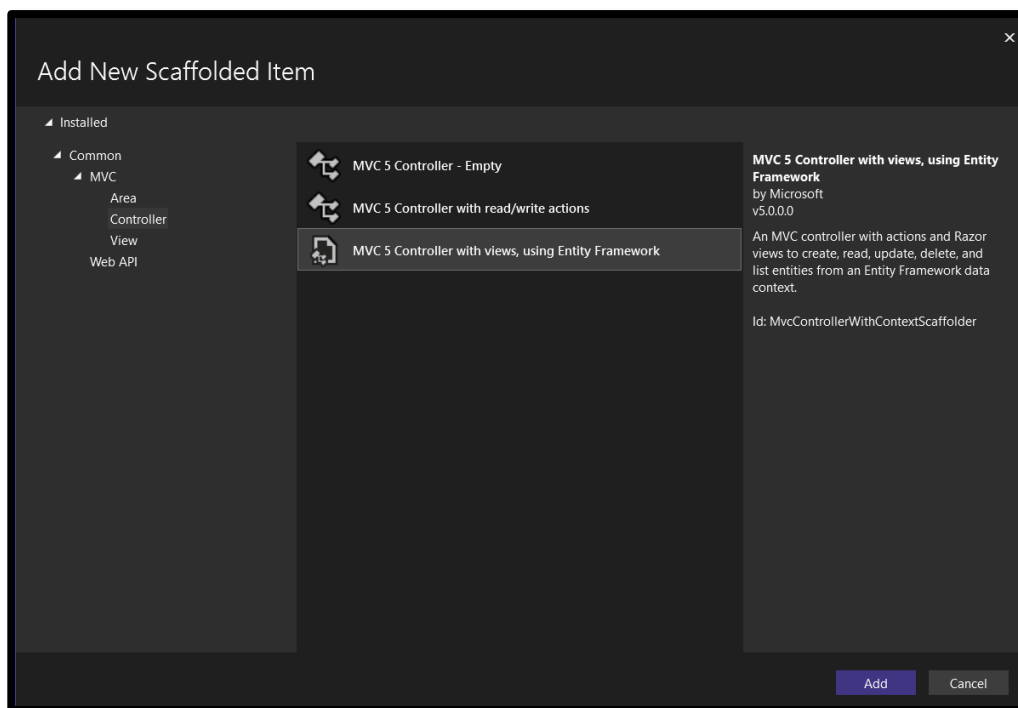 Add New Scaffolded Item
Installed
Common
MVC
Area
Controller
View
Web API
MVC 5 Controller - Empty
MVC 5 Controller with read/write actions
MVC 5 Controller with views, using Entity Framework
MVC 5 Controller with views, using Entity
Framework
by Microsoft
v5.0.0.0
An MVC controller with actions and Razor
views to create, read, update, delete, and
list entities from an Entity Framework data
context.
Id: MvcControllerWithContextScaffolder
Add
Cancel